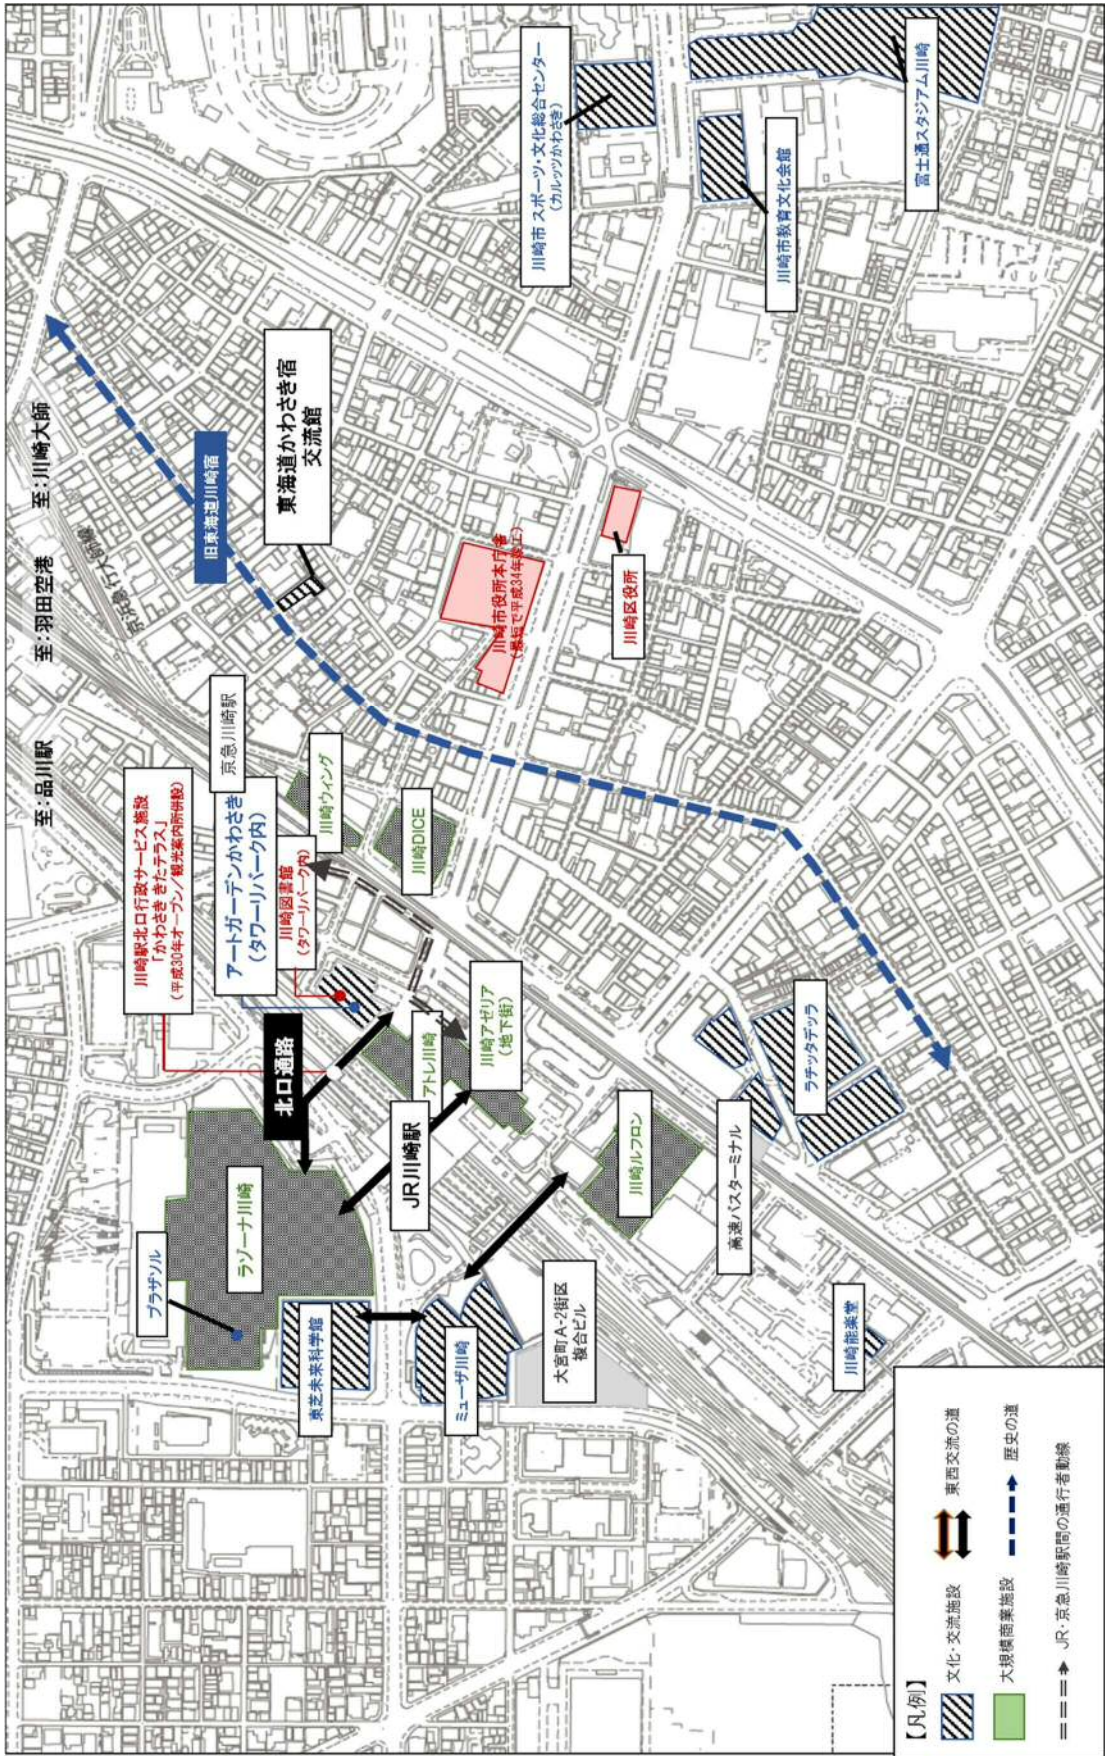 至：品川駅
至：羽田空港
至：川崎大師
京浜急行大師線
川崎駅北口行政サービス施設
「かわさき きたテラス」
（平成30年オープン／観光案内所併設）
アートガーデンかわさき
（タワーリバーク内）
京急川崎駅
川崎図書館
（タワーリバーク内）
川崎ウィング
旧東海道川崎宿
東海道かわさき宿
交流館
北口通路
川崎DICE
プラザソル
ラゾーナ川崎
アトレ川崎
JR川崎駅
川崎アゼリア
（地下街）
川崎市役所本庁舎
（最短で平成34年竣工）
川崎区役所
川崎市 スポーツ・文化総合センター
（カルッツかわさき）
川崎市教育文化会館
富士通スタジアム川崎
東芝未来科学館
ミューザ川崎
大宮町A-2街区
複合ビル
川崎ルフロン
高速バスターミナル
ラチッタデッラ
川崎能楽堂
【凡例】
文化・交流施設
東西交流の道
大規模商業施設
歴史の道
JR・京急川崎駅間の通行者動線